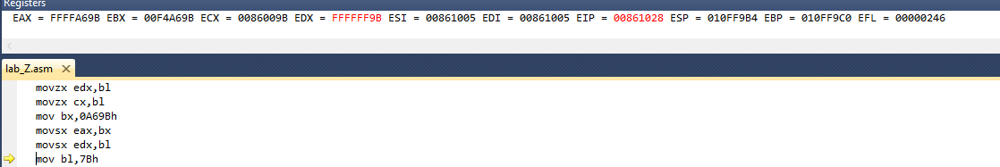 Registers
EAX = FFFFA69B EBX = 00F4A69B ECX = 0086009B EDX = FFFFFF9B ESI = 00861005 EDI = 00861005 EIP = 00861028 ESP = 010FF9B4 EBP = 010FF9C0 EFL = 00000246
lab_Z.asm
movzx edx,bl
movzx cx,bl
mov bx,0A69Bh
movsx eax,bx
movsx edx,bl
mov bl,7Bh